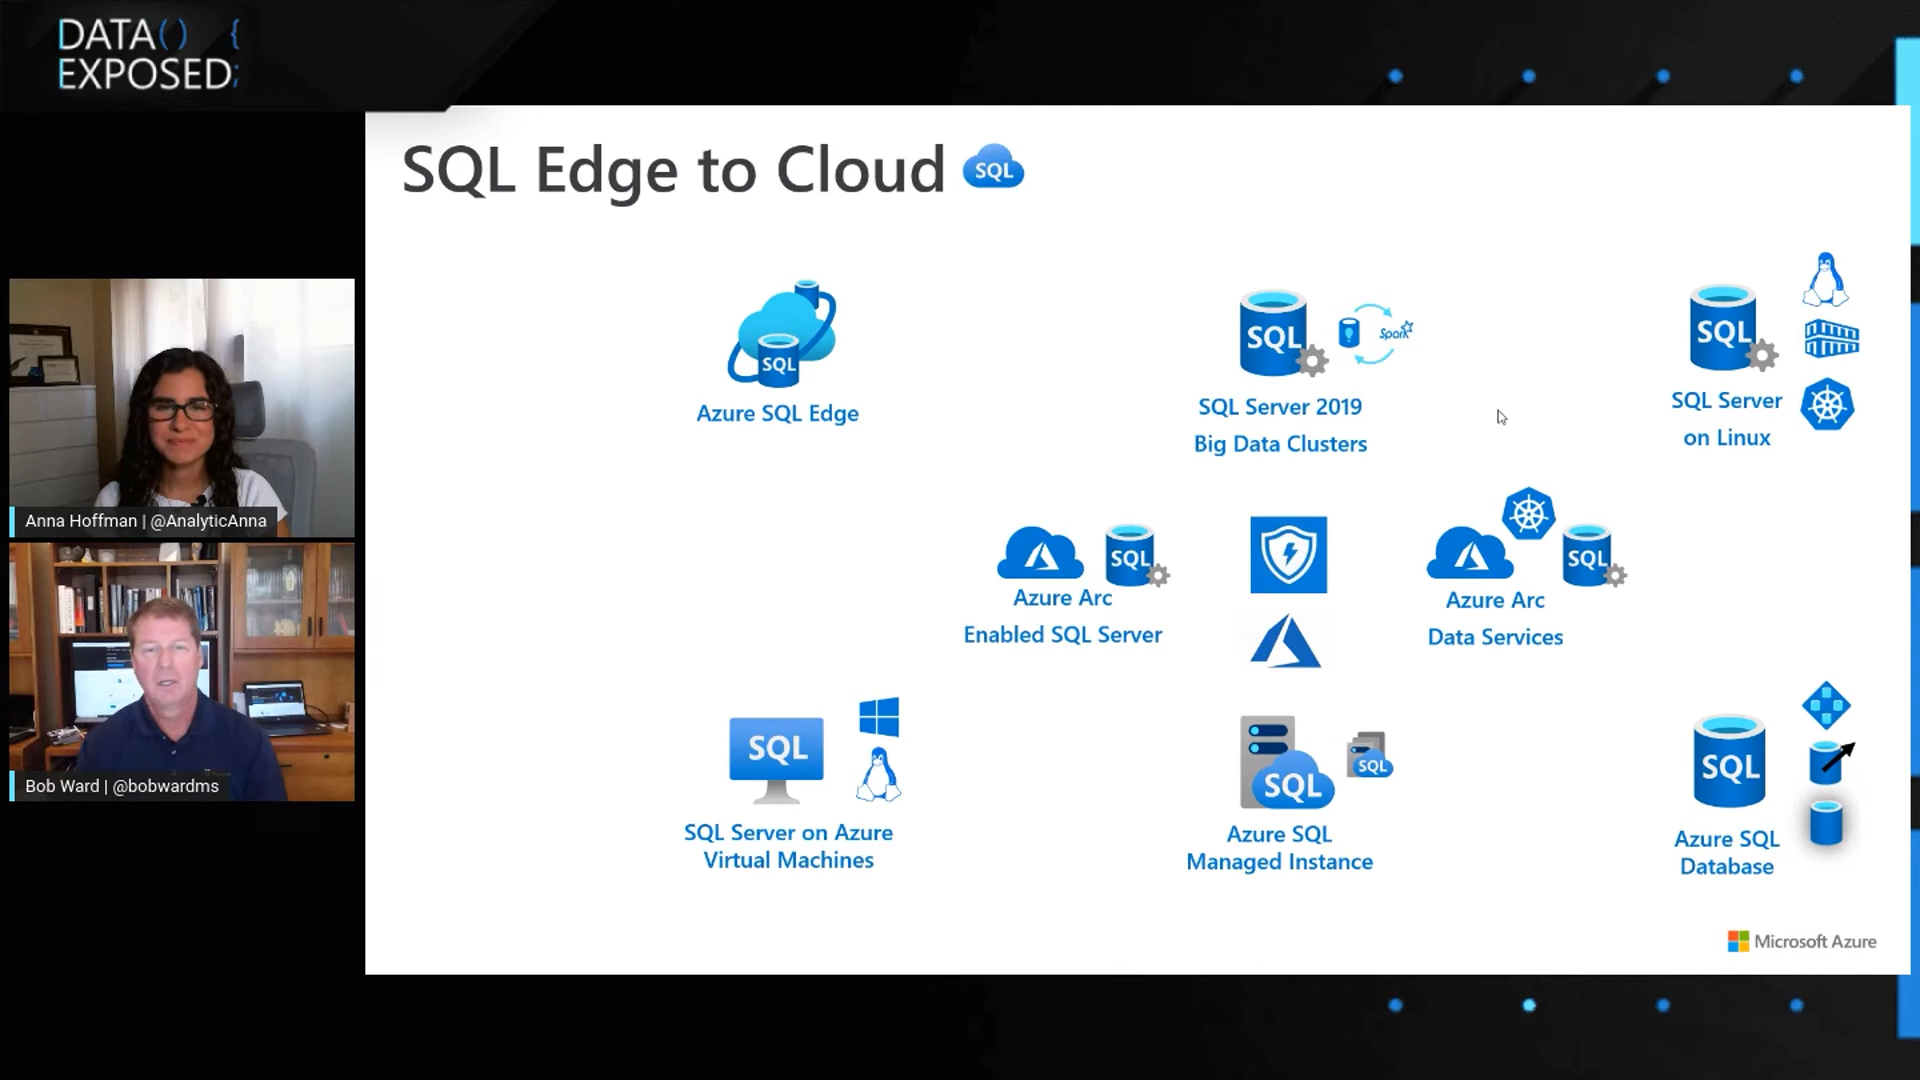 DATA() {
EXPOSED;
SQL Edge to Cloud
SQL
SQL
Azure SQL Edge
SQL
Spark
SQL Server 2019
Big Data Clusters
SQL
SQL Server
on Linux
Anna Hoffman | @AnalyticAnna
SQL
Azure Arc
Enabled SQL Server
SQL
Azure Arc
Data Services
Bob Ward | @bobwardms
SQL
SQL Server on Azure
Virtual Machines
SQL
SQL
Azure SQL
Managed Instance
SQL
Azure SQL
Database
Microsoft Azure